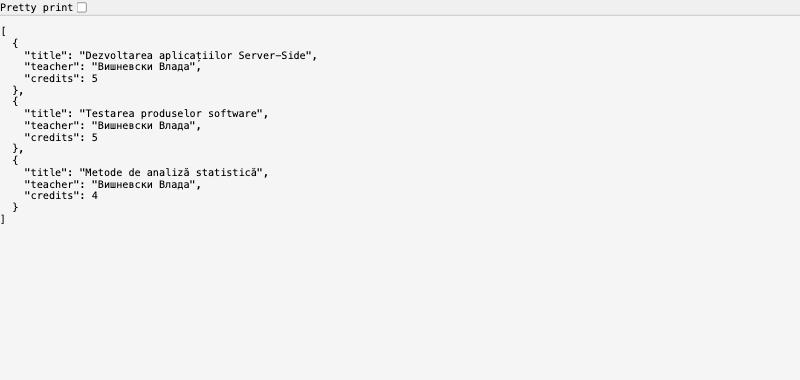 Pretty print
[
  {
    "title": "Dezvoltarea aplicațiilor Server-Side",
    "teacher": "Вишневски Влада",
    "credits": 5
  },
  {
    "title": "Testarea produselor software",
    "teacher": "Вишневски Влада",
    "credits": 5
  },
  {
    "title": "Metode de analiză statistică",
    "teacher": "Вишневски Влада",
    "credits": 4
  }
]